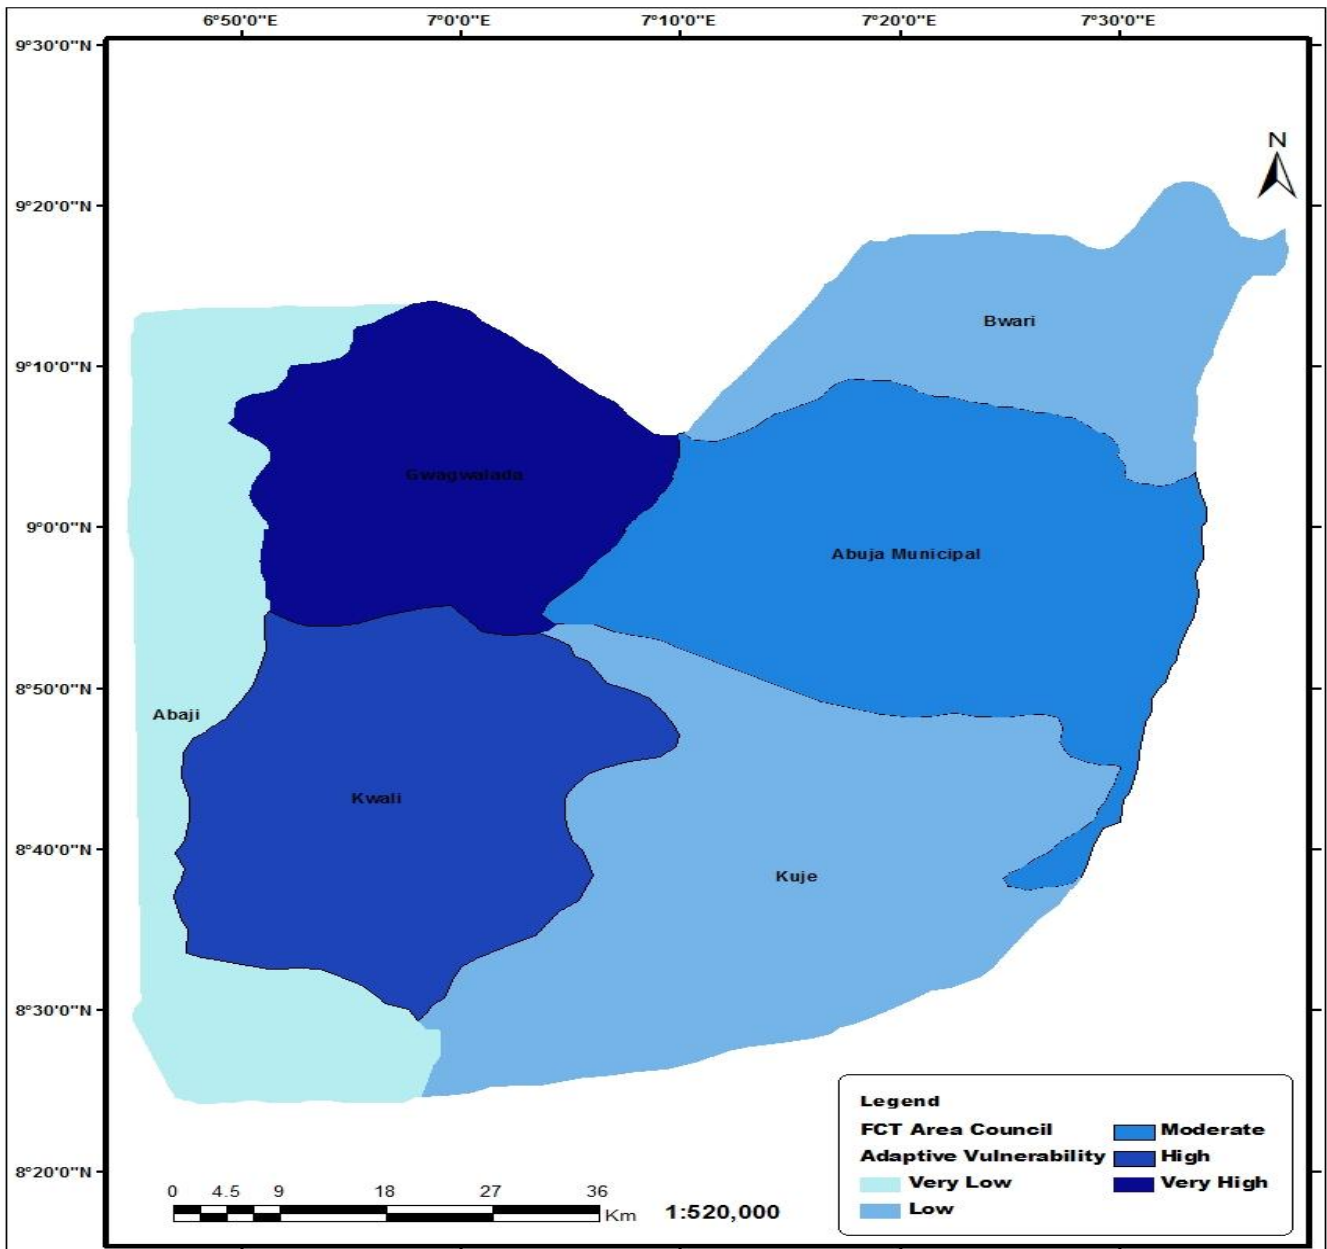 6°50'0"E 7°0'0"E 7°10'0"E 7°20'0"E 7°30'0"E
9°30'0"N
N
9°20'0"N
Bwari
9°10'0"N
Gwagwalada
9°0'0"N
Abuja Municipal
8°50'0"N
Abaji
Kwali
8°40'0"N
Kuje
8°30'0"N
8°20'0"N
Legend
FCT Area Council
Adaptive Vulnerability
Very Low
Low
Moderate
High
Very High
0 4.5 9 18 27 36
Km
1:520,000